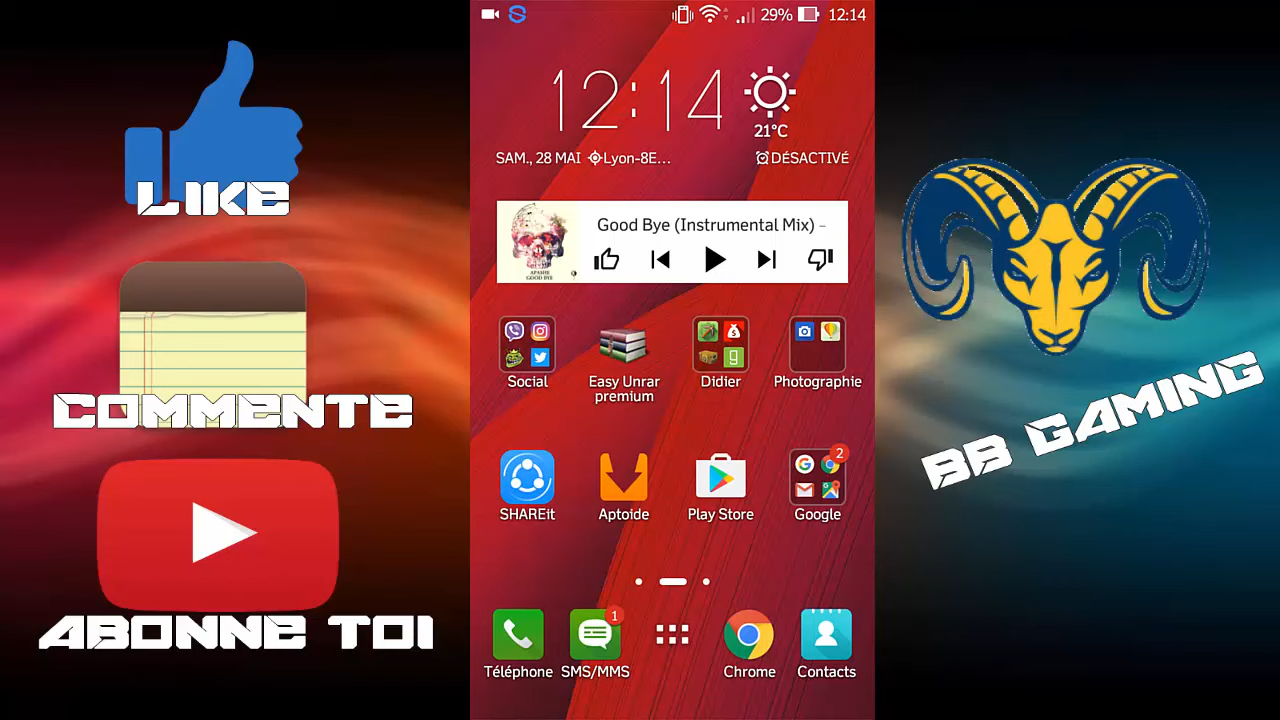 LIKE
COMMENTE
ABONNE TOI
29% 12:14
12:14
21°C
SAM., 28 MAI Lyon-8E...
DÉSACTIVÉ
Good Bye (Instrumental Mix) –
APASHE
GOOD BYE
Social
Easy Unrar
premium
Didier
Photographie
SHAREit
Aptoide
Play Store
2
Google
Téléphone
1
SMS/MMS
Chrome
Contacts
BB GAMING